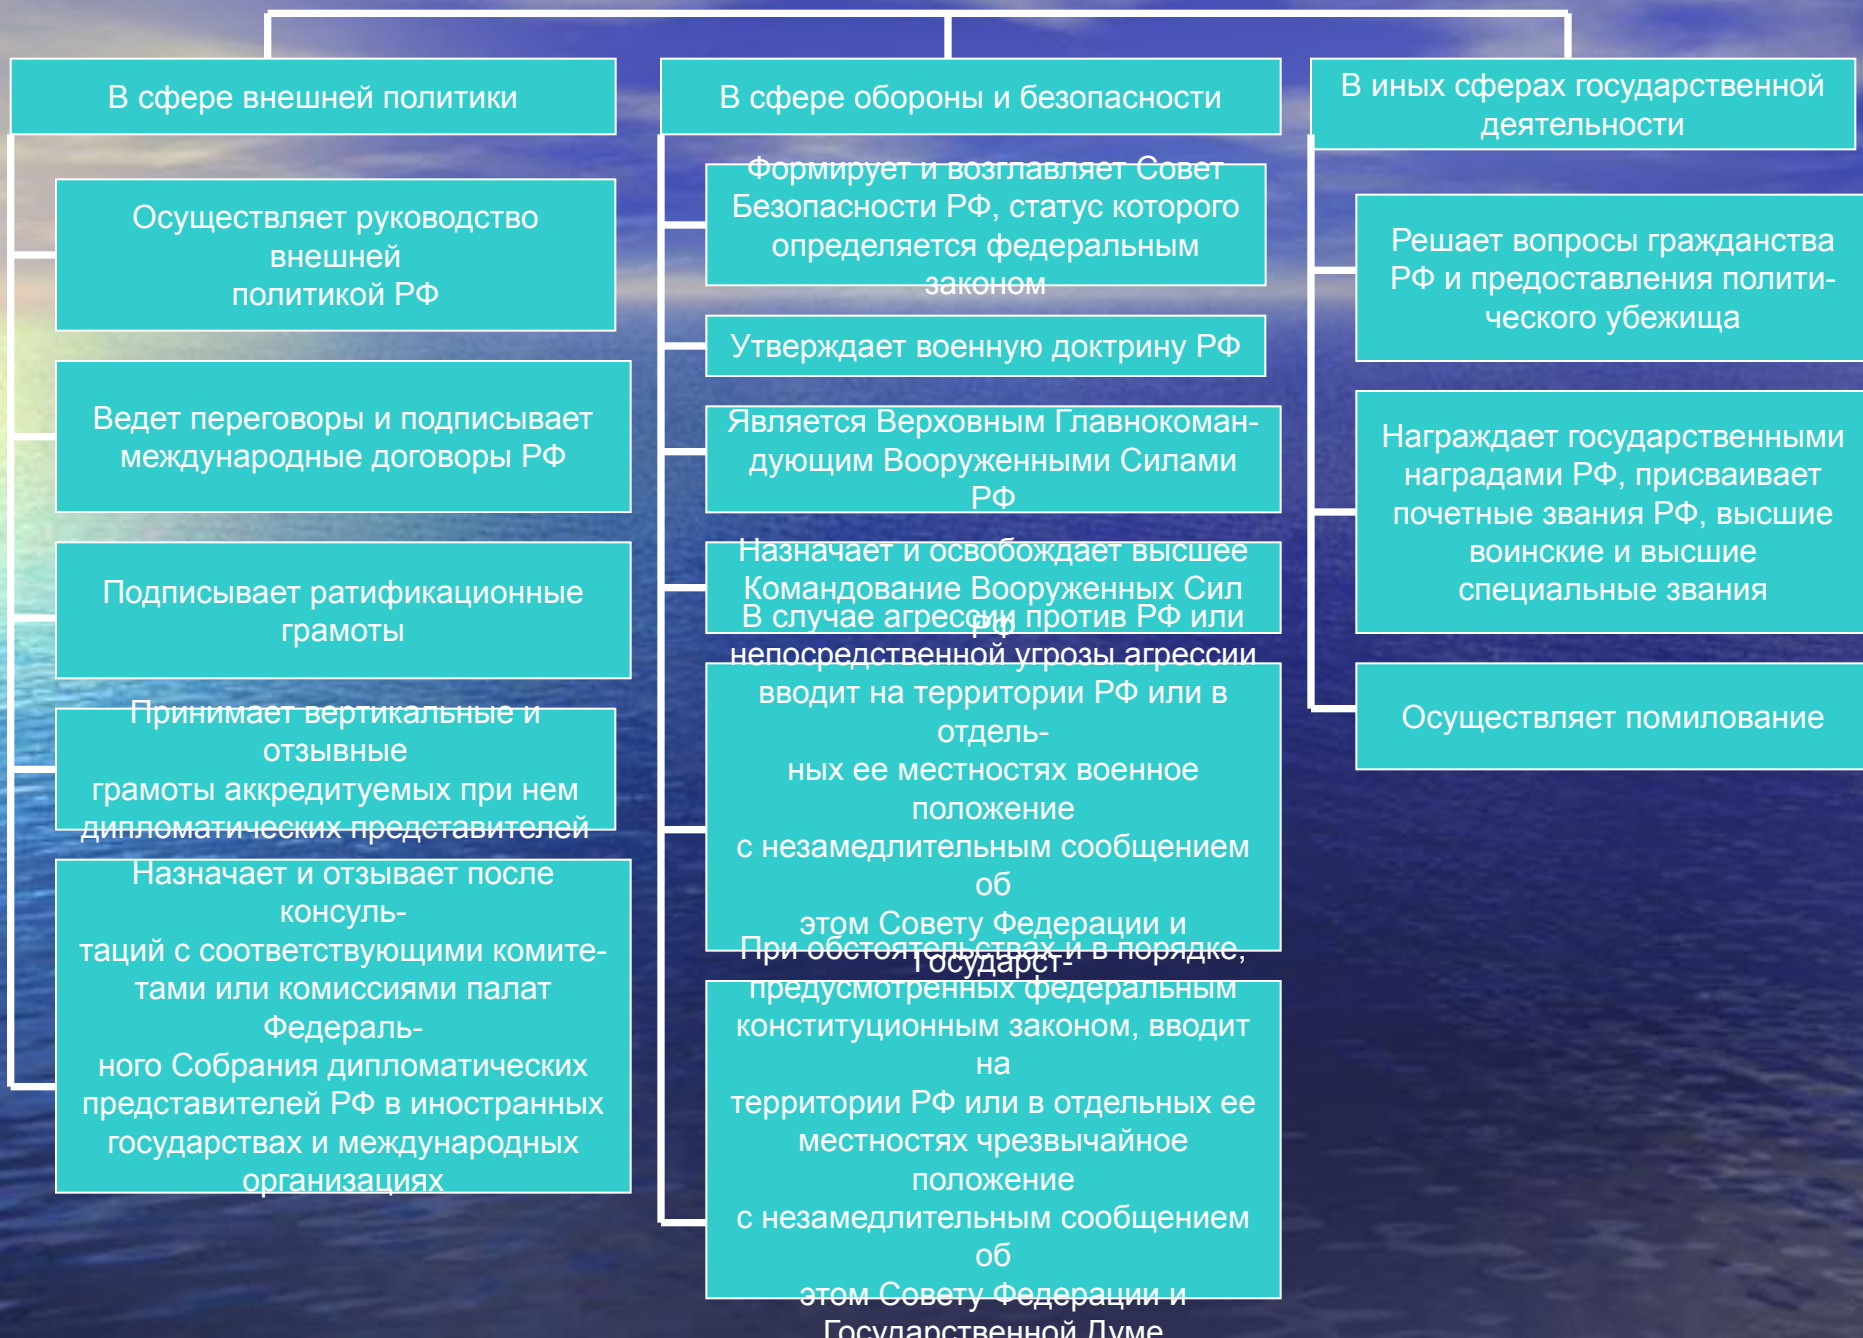 В сфере внешней политики
Осуществляет руководство
внешней
политикой РФ
Ведет переговоры и подписывает
международные договоры РФ
Подписывает ратификационные
грамоты
Принимает вертикальные и
отзывные
грамоты аккредитуемых при нем
дипломатических представителей
Назначает и отзывает после
консуль-
таций с соответствующими комите-
тами или комиссиями палат
Федераль-
ного Собрания дипломатических
представителей РФ в иностранных
государствах и международных
организациях
В сфере обороны и безопасности
Формирует и возглавляет Совет
Безопасности РФ, статус которого
определяется федеральным
законом
Утверждает военную доктрину РФ
Является Верховным Главнокоман-
дующим Вооруженными Силами
РФ
Назначает и освобождает высшее
Командование Вооруженных Сил
РФ
В случае агрессии против РФ или
непосредственной угрозы агрессии
вводит на территории РФ или в
отдель-
ных ее местностях военное
положение
с незамедлительным сообщением
об
этом Совету Федерации и
Государст-
При обстоятельствах и в порядке,
предусмотренных федеральным
конституционным законом, вводит
на
территории РФ или в отдельных ее
местностях чрезвычайное
положение
с незамедлительным сообщением
об
этом Совету Федерации и
Государственной Думе
В иных сферах государственной
деятельности
Решает вопросы гражданства
РФ и предоставления полити-
ческого убежища
Награждает государственными
наградами РФ, присваивает
почетные звания РФ, высшие
воинские и высшие
специальные звания
Осуществляет помилование